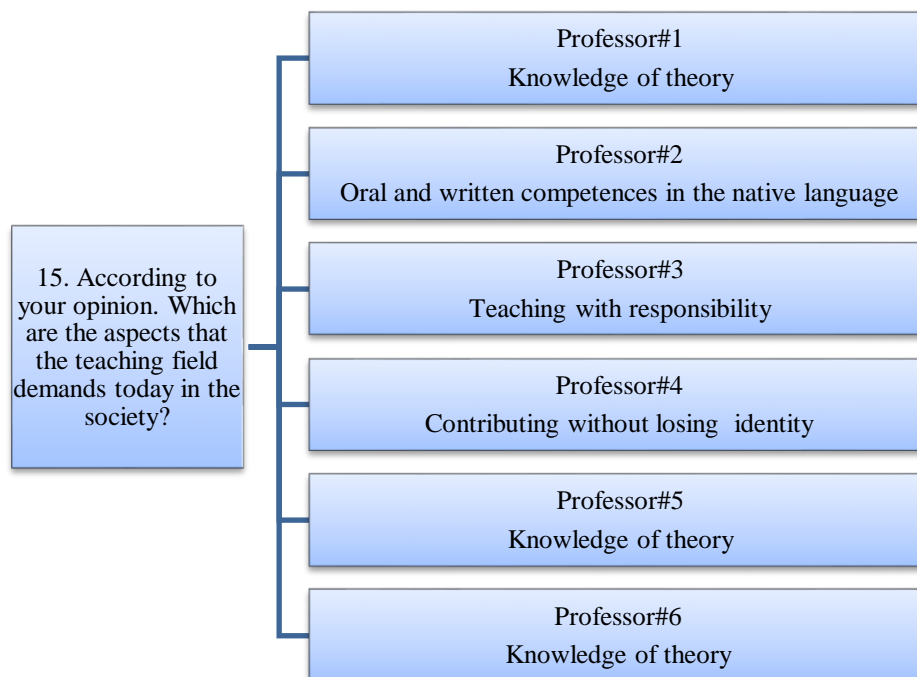 15. According to
your opinion. Which
are the aspects that
the teaching field
demands today in the
society?
Professor#1
Knowledge of theory
Professor#2
Oral and written competences in the native language
Professor#3
Teaching with responsibility
Professor#4
Contributing without losing identity
Professor#5
Knowledge of theory
Professor#6
Knowledge of theory